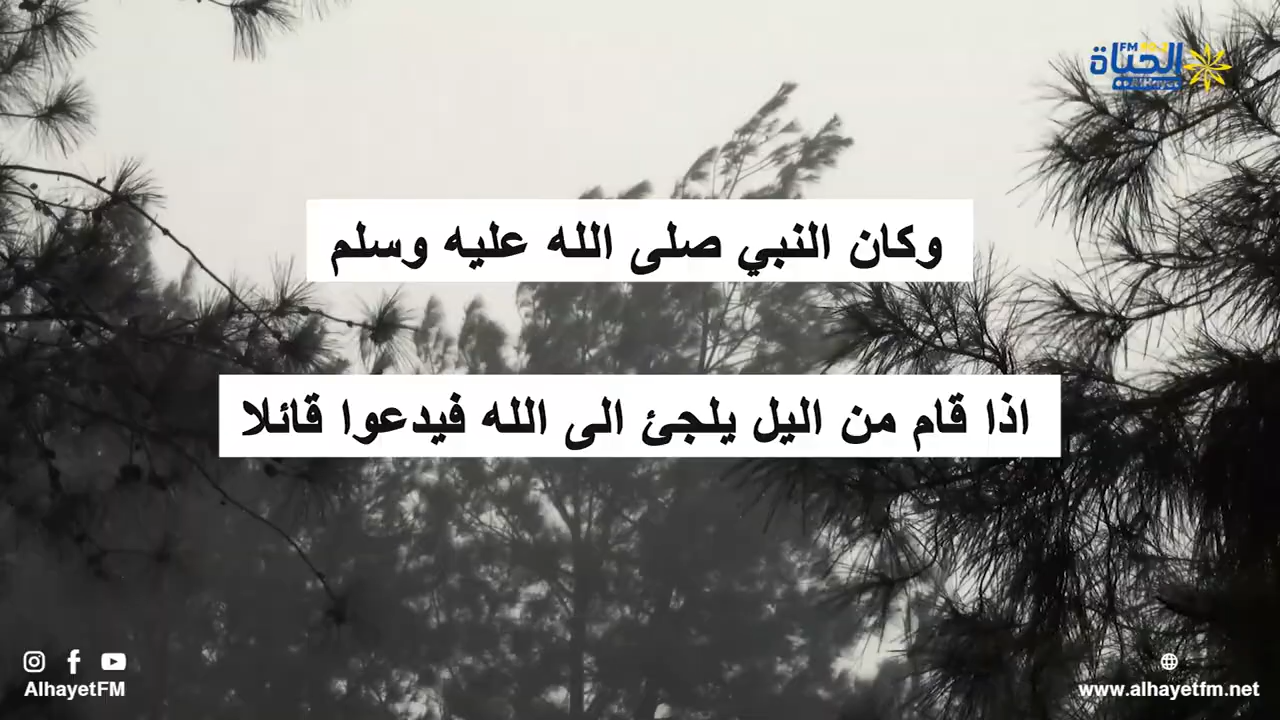 FM
الحياة
وكان النبي صلى الله عليه وسلم
اذا قام من اليل يلجئ الى الله فيدعوا قائلا
AlhayetFM
www.alhayetfm.net